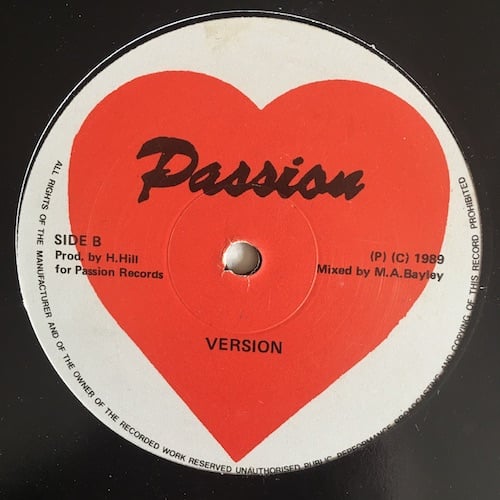 Passion
SIDE B
Prod. by H.Hill
for Passion Records
(P) (C) 1989
Mixed by M.A.Bayley
VERSION
ALL RIGHTS OF THE MANUFACTURER AND OF THE OWNER OF THE RECORDED WORK RESERVED UNAUTHORISED PUBLIC PERFORMANCE BROADCASTING AND COPYING OF THIS RECORD PROHIBITED